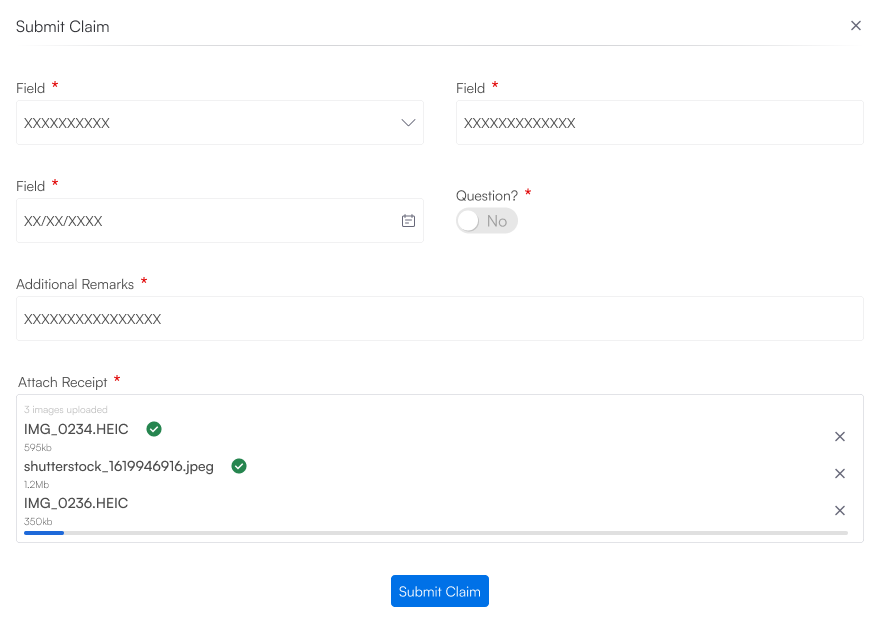 Submit Claim
Field *
Field *
XXXXXXXXXX
XXXXXXXXXXXXX
Field *
Question? *
XX/XX/XXXX
No
Additional Remarks *
XXXXXXXXXXXXXXXX
Attach Receipt *
3 images uploaded
IMG_0234.HEIC
595kb
shutterstock_1619946916.jpeg
1.2Mb
IMG_0236.HEIC
350kb
Submit Claim